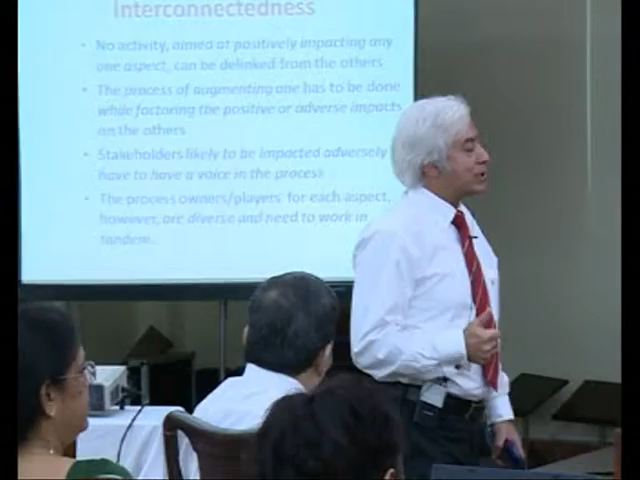 Interconnectedness
• No activity, aimed at positively impacting any
one aspect, can be delinked from the others
• The process of augmenting one has to be done
while factoring the positive or adverse impacts
on the others
• Stakeholders likely to be impacted adversely
have to have a voice in the process
• The process owners/players for each aspect,
however, are diverse and need to work in
tandem..